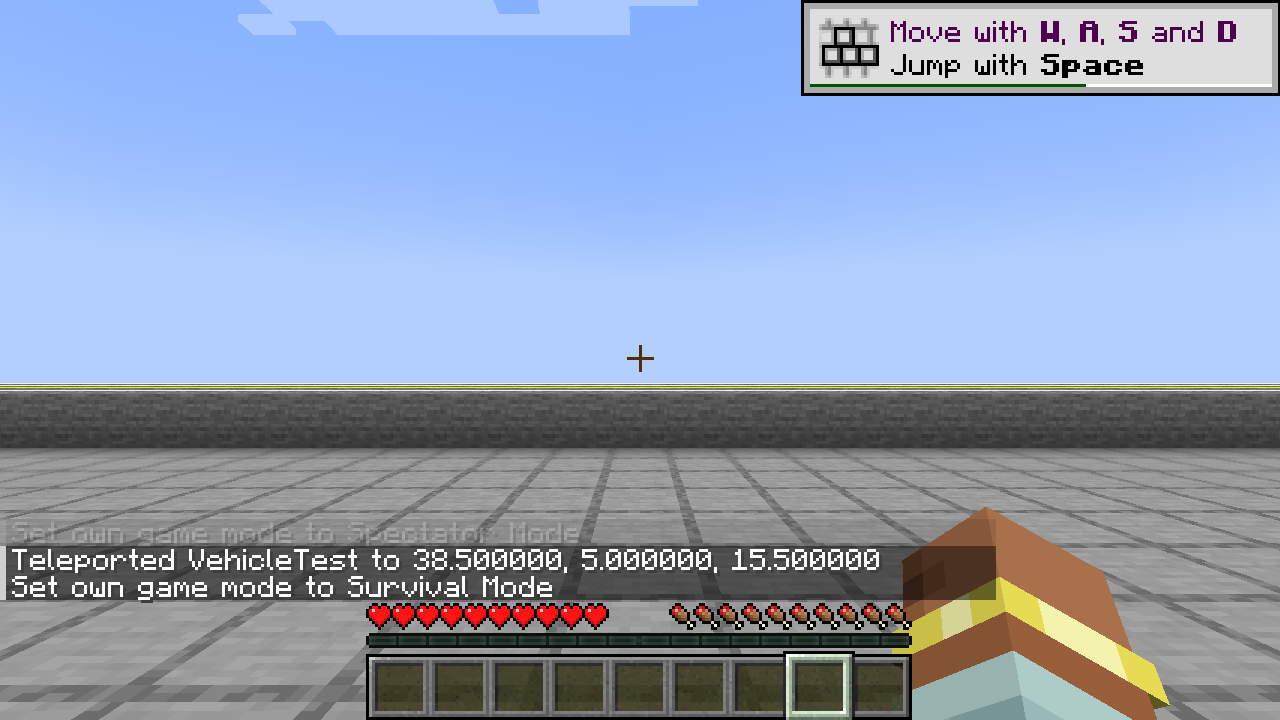 Move with W, A, S and D
Jump with Space
Set own game mode to Spectator Mode
Teleported VehicleTest to 38.500000, 5.000000, 15.500000
Set own game mode to Survival Mode